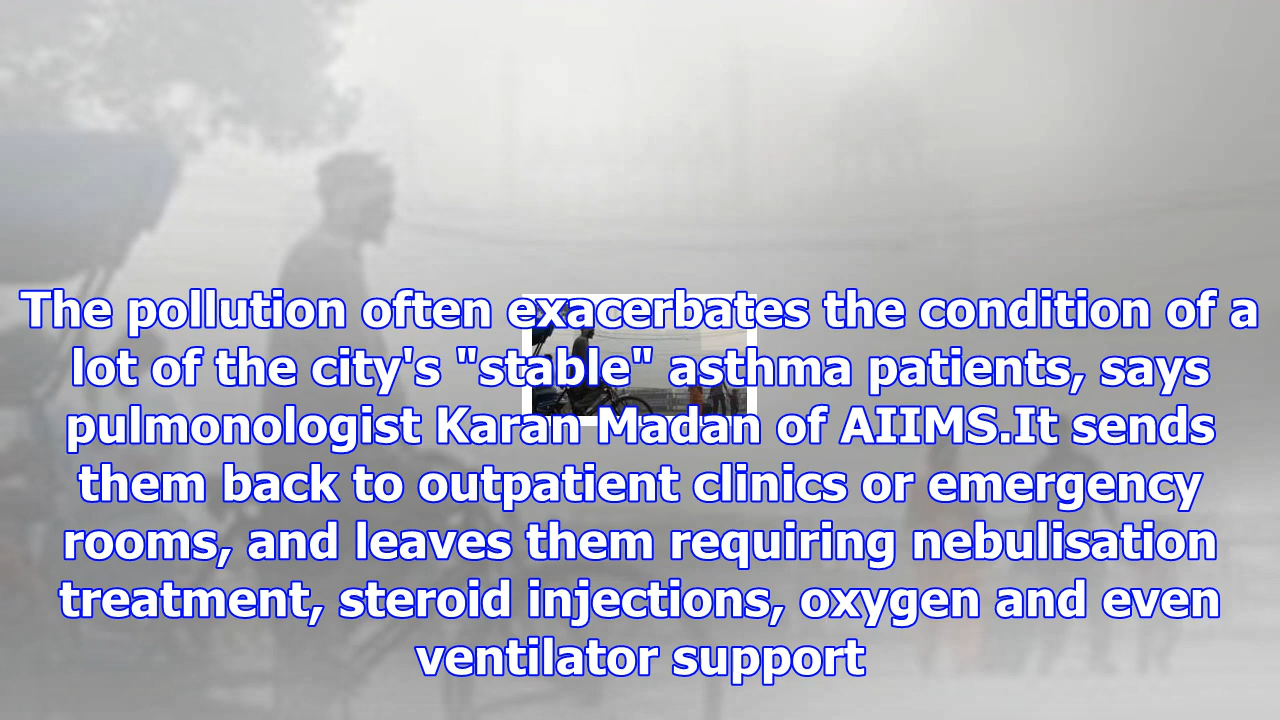 The pollution often exacerbates the condition of a
lot of the city's "stable" asthma patients, says
pulmonologist Karan Madan of AIIMS.It sends
them back to outpatient clinics or emergency
rooms, and leaves them requiring nebulisation
treatment, steroid injections, oxygen and even
ventilator support